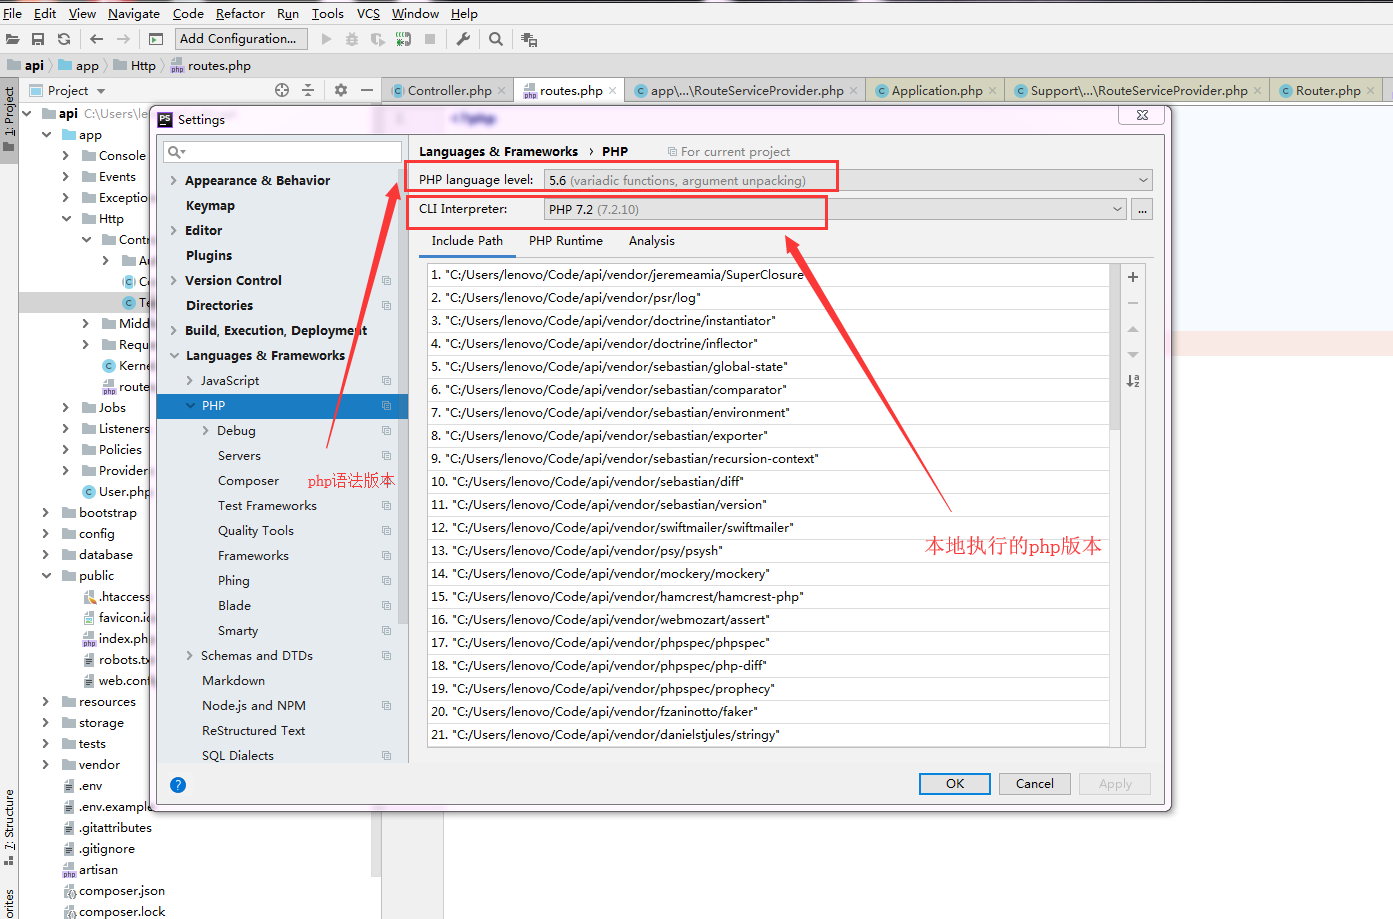 File Edit View Navigate Code Refactor Run Tools VCS Window Help
Add Configuration...
api app Http routes.php
Project
Controller.php routes.php app\...\RouteServiceProvider.php Application.php Support\...\RouteServiceProvider.php Router.php
1: Project
7: Structure
api C:\Users\le
app
Console
Events
Exceptio
Http
Contr
Au
Co
Te
Midd
Requ
Kerne
route
Jobs
Listeners
Policies
Provider
User.php
bootstrap
config
database
public
.htaccess
favicon.ic
index.ph
robots.tx
web.conf
resources
storage
tests
vendor
.env
.env.example
.gitattributes
.gitignore
artisan
composer.json
composer.lock
<?php
Settings
Appearance & Behavior
Keymap
Editor
Plugins
Version Control
Directories
Build, Execution, Deployment
Languages & Frameworks
JavaScript
PHP
Debug
Servers
Composer
Test Frameworks
Quality Tools
Frameworks
Phing
Blade
Smarty
Schemas and DTDs
Markdown
Node.js and NPM
ReStructured Text
SQL Dialects
Languages & Frameworks › PHP For current project
PHP language level: 5.6 (variadic functions, argument unpacking)
CLI Interpreter: PHP 7.2 (7.2.10) ...
Include Path PHP Runtime Analysis
1. "C:/Users/lenovo/Code/api/vendor/jeremeamia/SuperClosure"
2. "C:/Users/lenovo/Code/api/vendor/psr/log"
3. "C:/Users/lenovo/Code/api/vendor/doctrine/instantiator"
4. "C:/Users/lenovo/Code/api/vendor/doctrine/inflector"
5. "C:/Users/lenovo/Code/api/vendor/sebastian/global-state"
6. "C:/Users/lenovo/Code/api/vendor/sebastian/comparator"
7. "C:/Users/lenovo/Code/api/vendor/sebastian/environment"
8. "C:/Users/lenovo/Code/api/vendor/sebastian/exporter"
9. "C:/Users/lenovo/Code/api/vendor/sebastian/recursion-context"
10. "C:/Users/lenovo/Code/api/vendor/sebastian/diff"
11. "C:/Users/lenovo/Code/api/vendor/sebastian/version"
12. "C:/Users/lenovo/Code/api/vendor/swiftmailer/swiftmailer"
13. "C:/Users/lenovo/Code/api/vendor/psy/psysh"
14. "C:/Users/lenovo/Code/api/vendor/mockery/mockery"
15. "C:/Users/lenovo/Code/api/vendor/hamcrest/hamcrest-php"
16. "C:/Users/lenovo/Code/api/vendor/webmozart/assert"
17. "C:/Users/lenovo/Code/api/vendor/phpspec/phpspec"
18. "C:/Users/lenovo/Code/api/vendor/phpspec/php-diff"
19. "C:/Users/lenovo/Code/api/vendor/phpspec/prophecy"
20. "C:/Users/lenovo/Code/api/vendor/fzaninotto/faker"
21. "C:/Users/lenovo/Code/api/vendor/danielstjules/stringy"
php语法版本
本地执行的php版本
OK Cancel Apply